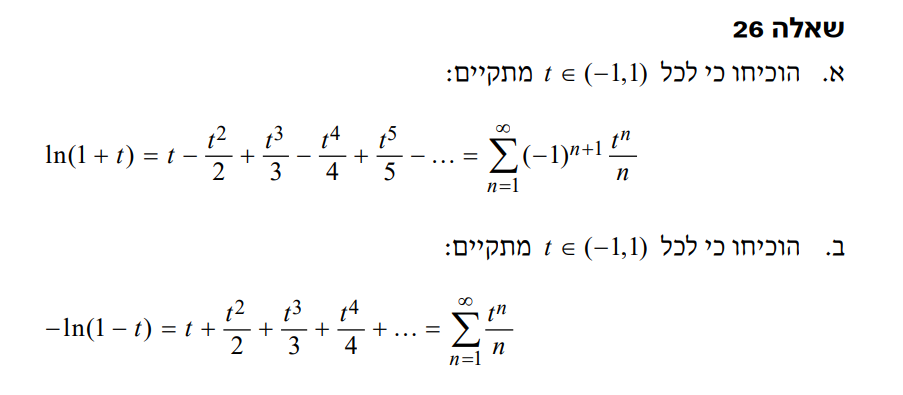 שאלה 26
א. הוכיחו כי לכל t ∈ (−1,1) מתקיים:
ln(1 + t) = t − t²/2 + t³/3 − t⁴/4 + t⁵/5 − … = ∑_{n=1}^{∞} (−1)^{n+1} tⁿ/n
ב. הוכיחו כי לכל t ∈ (−1,1) מתקיים:
−ln(1 − t) = t + t²/2 + t³/3 + t⁴/4 + … = ∑_{n=1}^{∞} tⁿ/n